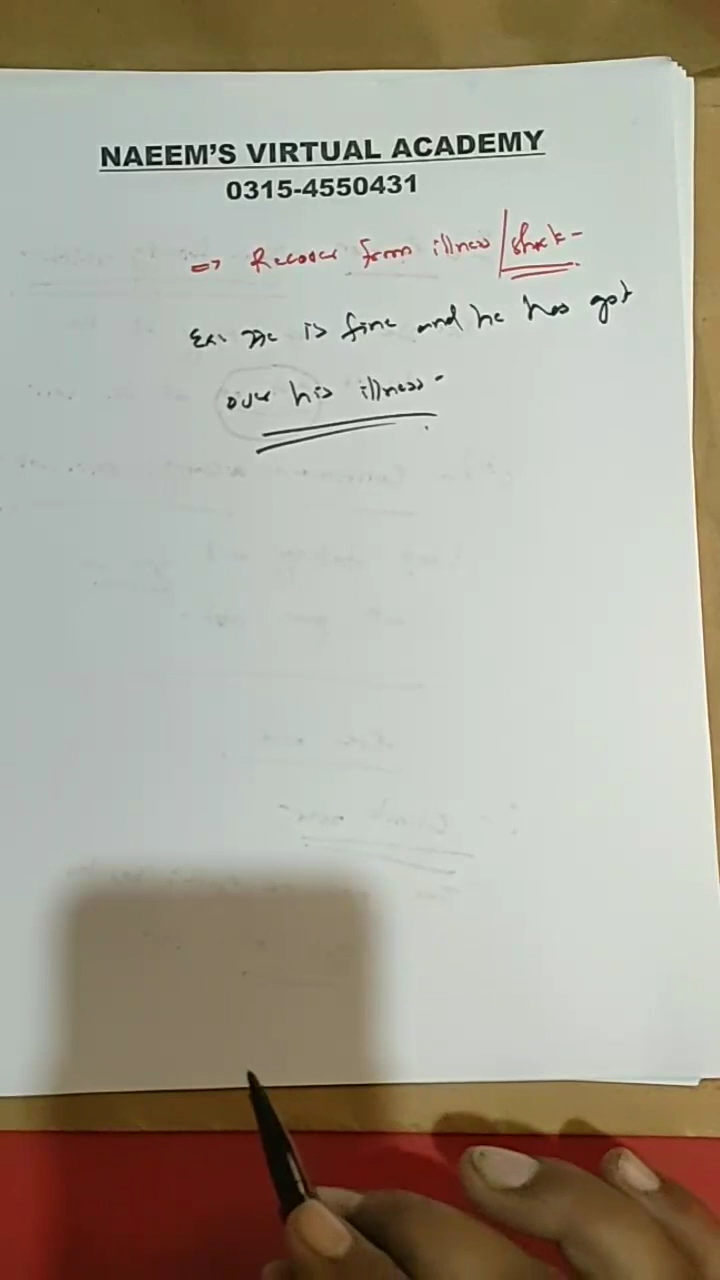 NAEEM'S VIRTUAL ACADEMY
0315-4550431
⇒ Recover from illness/shock-
Ex: He is fine and he has got
over his illness-